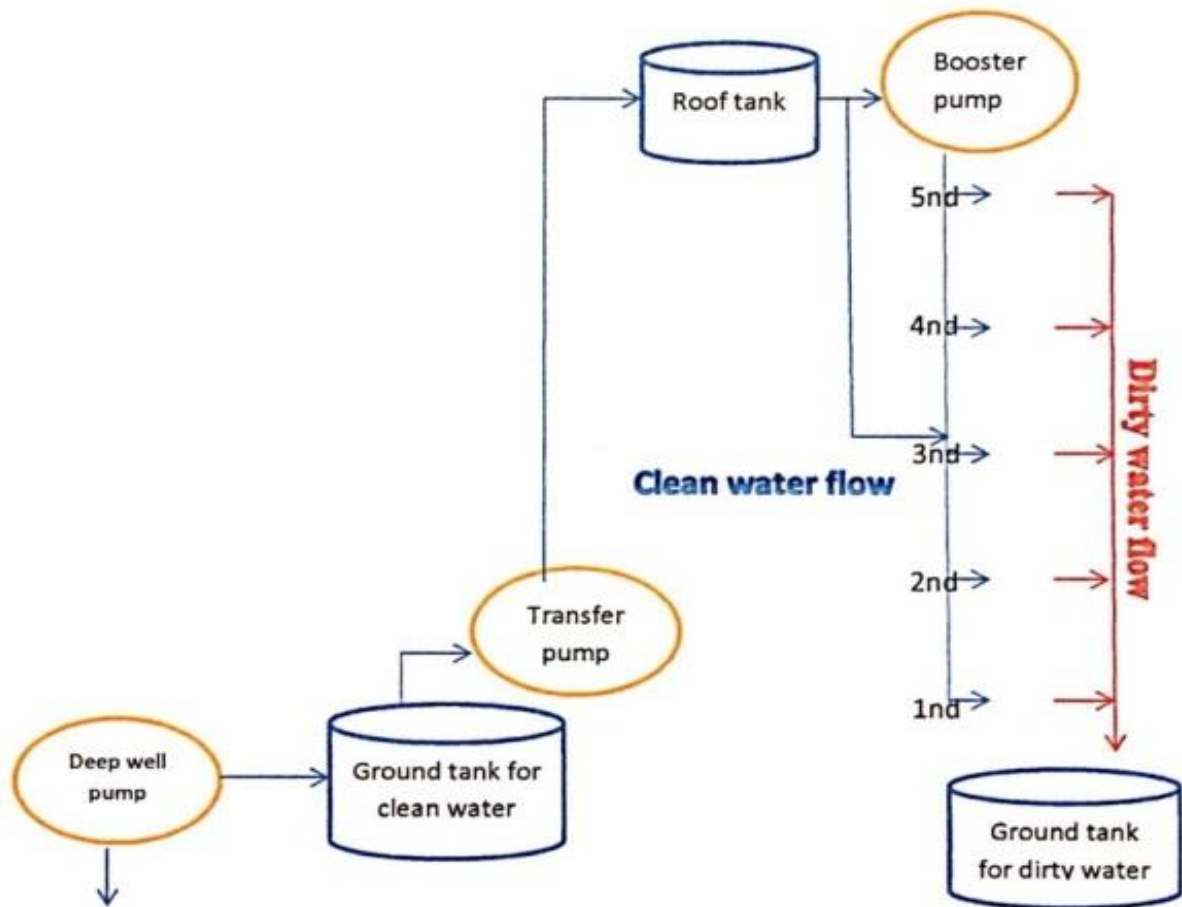 Roof tank
Booster
pump
5nd
4nd
3nd
2nd
1nd
Clean water flow
Dirty water flow
Transfer
pump
Deep well
pump
Ground tank for
clean water
Ground tank
for dirty water